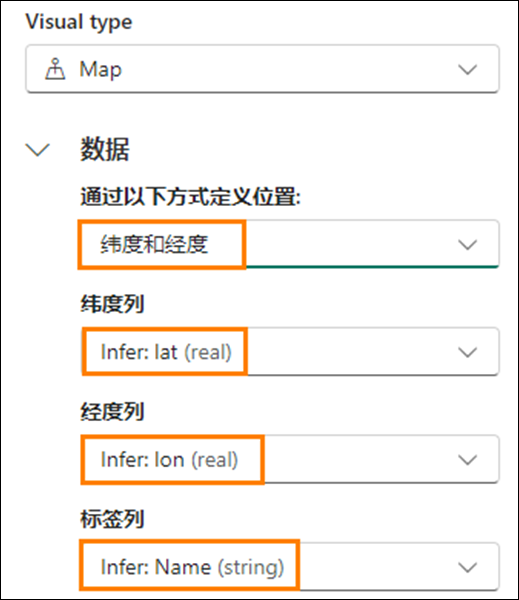 Visual type
Map
数据
通过以下方式定义位置:
纬度和经度
纬度列
Infer: lat (real)
经度列
Infer: lon (real)
标签列
Infer: Name (string)